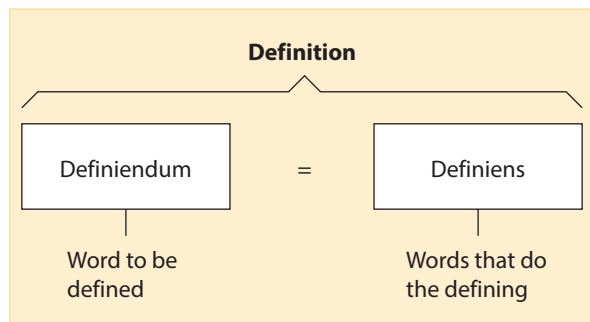 Definition
Definiendum
=
Definiens
Word to be
defined
Words that do
the defining